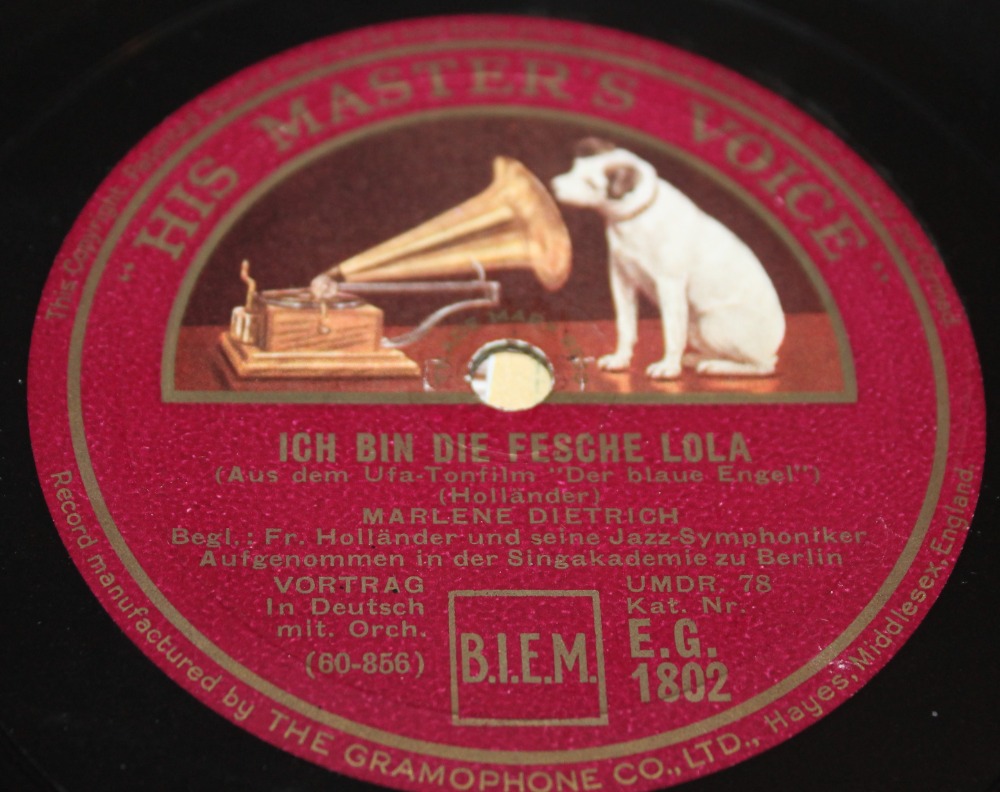 This Copyright
"HIS MASTER'S VOICE"
ICH BIN DIE FESCHE LOLA
(Aus dem Ufa-Tonfilm "Der blaue Engel")
(Holländer)
MARLENE DIETRICH
Begl.: Fr. Holländer und seine Jazz-Symphoniker
Aufgenommen in der Singakademie zu Berlin
VORTRAG
In Deutsch
mit. Orch.
(60-856)
B.I.E.M.
UMDR. 78
Kat. Nr.
E.G.
1802
Record manufactured by THE GRAMOPHONE CO., LTD., Hayes, Middlesex, England.